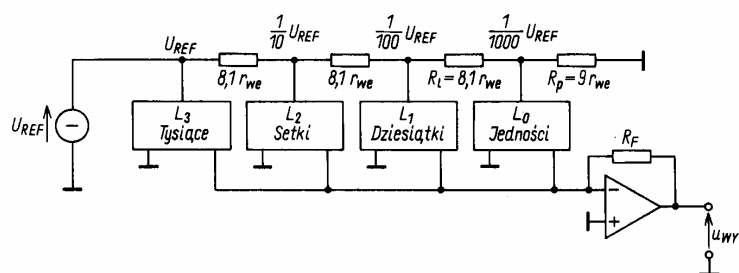 U_REF
1/10 U_REF
1/100 U_REF
1/1000 U_REF
8,1 r_we
8,1 r_we
R_l = 8,1 r_we
R_p = 9 r_we
U_REF
L_3
Tysiące
L_2
Setki
L_1
Dziesiątki
L_0
Jedności
R_F
u_WY